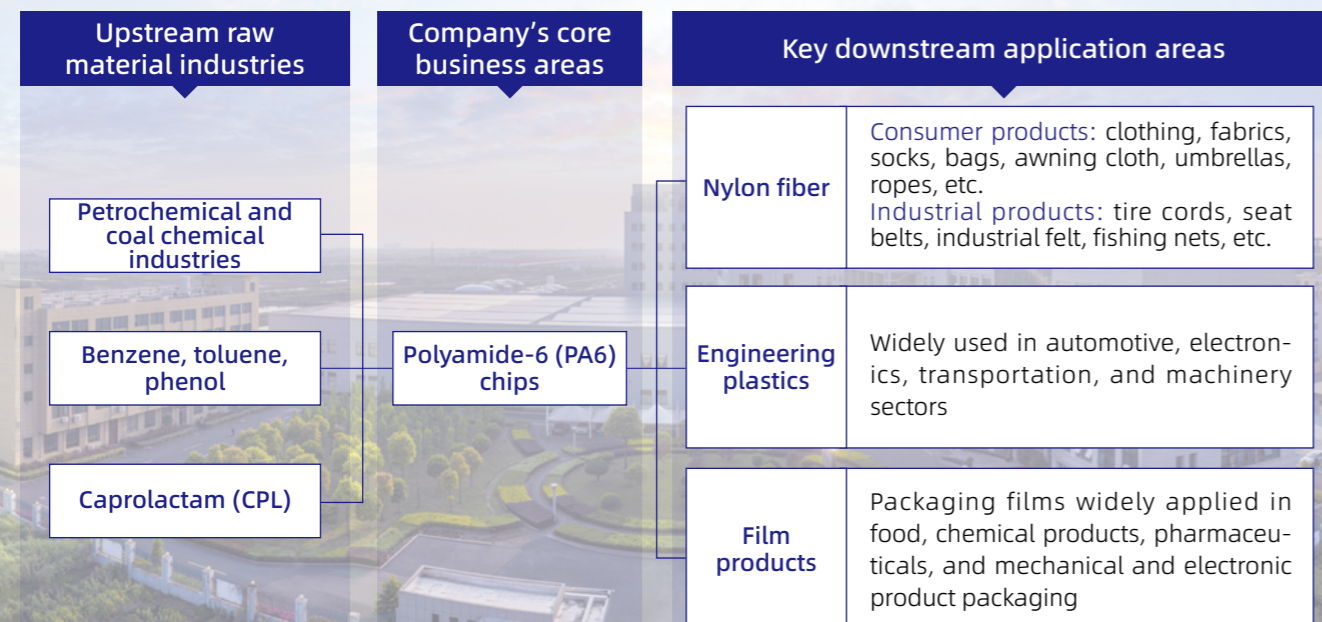 Upstream raw
material industries
Company's core
business areas
Key downstream application areas
Petrochemical and
coal chemical
industries
Benzene, toluene,
phenol
Caprolactam (CPL)
Polyamide-6 (PA6)
chips
Nylon fiber
Consumer products: clothing, fabrics,
socks, bags, awning cloth, umbrellas,
ropes, etc.
Industrial products: tire cords, seat
belts, industrial felt, fishing nets, etc.
Engineering
plastics
Widely used in automotive, electron-
ics, transportation, and machinery
sectors
Film
products
Packaging films widely applied in
food, chemical products, pharmaceu-
ticals, and mechanical and electronic
product packaging